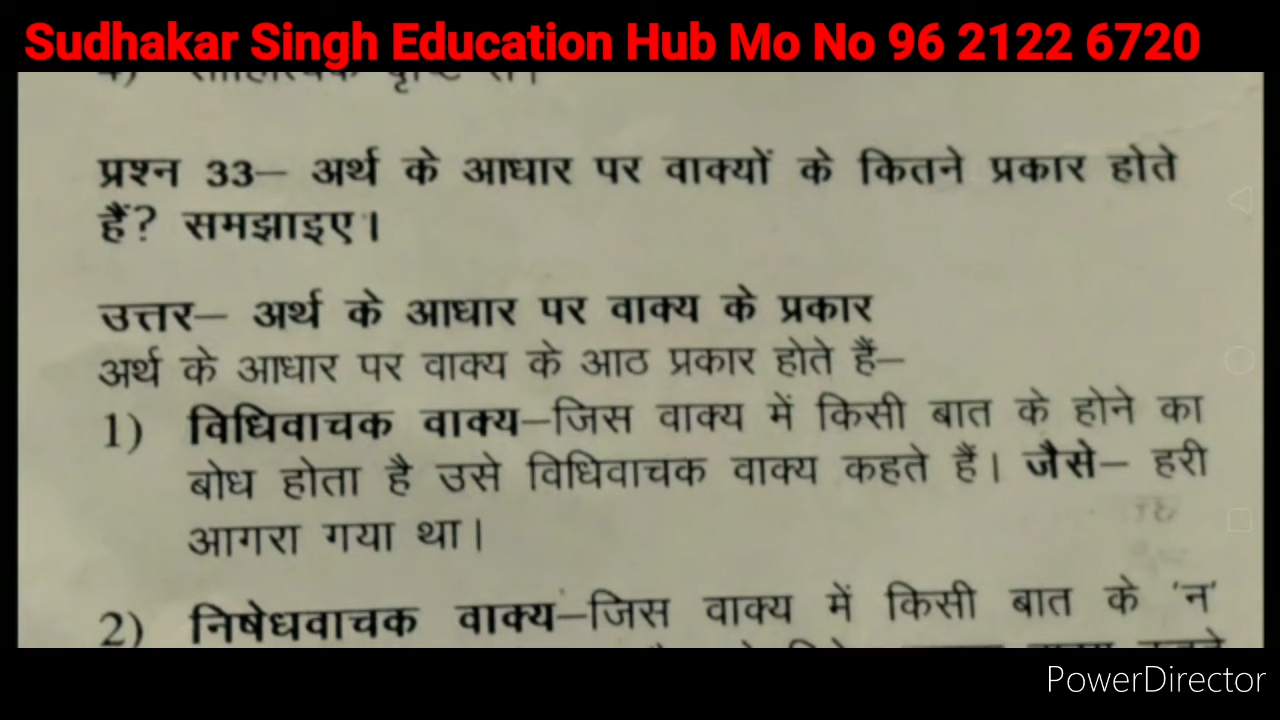 Sudhakar Singh Education Hub Mo No 96 2122 6720
प्रश्न 33– अर्थ के आधार पर वाक्यों के कितने प्रकार होते
हैं? समझाइए।
उत्तर– अर्थ के आधार पर वाक्य के प्रकार
अर्थ के आधार पर वाक्य के आठ प्रकार होते हैं–
1) विधिवाचक वाक्य–जिस वाक्य में किसी बात के होने का
बोध होता है उसे विधिवाचक वाक्य कहते हैं। जैसे– हरी
आगरा गया था।
2) निषेधवाचक वाक्य–जिस वाक्य में किसी बात के 'न'
PowerDirector